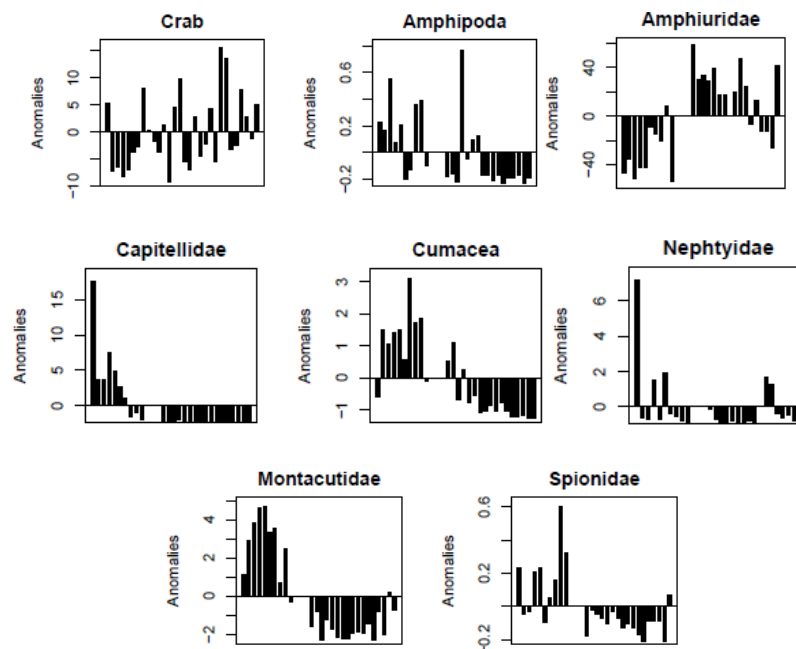 Crab
Anomalies
10
5
0
−10
Amphipoda
Anomalies
0.6
0.2
−0.2
Amphiuridae
Anomalies
40
0
−40
Capitellidae
Anomalies
15
10
5
0
Cumacea
Anomalies
3
2
1
0
−1
Nephtyidae
Anomalies
6
4
2
0
Montacutidae
Anomalies
4
2
0
−2
Spionidae
Anomalies
0.6
0.2
−0.2